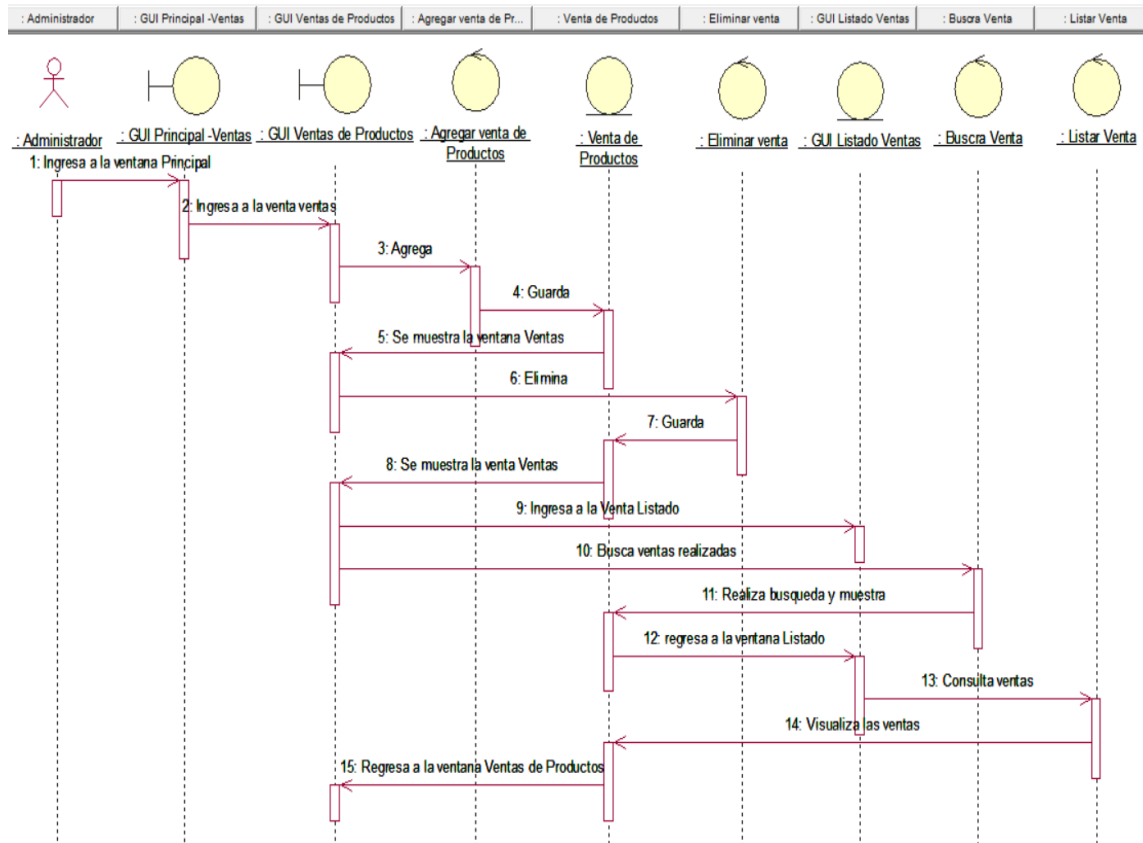 : Administrador
: GUI Principal -Ventas
: GUI Ventas de Productos
: Agregar venta de Pr...
: Venta de Productos
: Eliminar venta
: GUI Listado Ventas
: Buscra Venta
: Listar Venta
: Administrador
: GUI Principal -Ventas
: GUI Ventas de Productos
: Agregar venta de
Productos
: Venta de
Productos
: Eliminar venta
: GUI Listado Ventas
: Buscra Venta
: Listar Venta
1: Ingresa a la ventana Principal
2: Ingresa a la venta ventas
3: Agrega
4: Guarda
5: Se muestra la ventana Ventas
6: Elimina
7: Guarda
8: Se muestra la venta Ventas
9: Ingresa a la Venta Listado
10: Busca ventas realizadas
11: Realiza busqueda y muestra
12: regresa a la ventana Listado
13: Consulta ventas
14: Visualiza las ventas
15: Regresa a la ventana Ventas de Productos